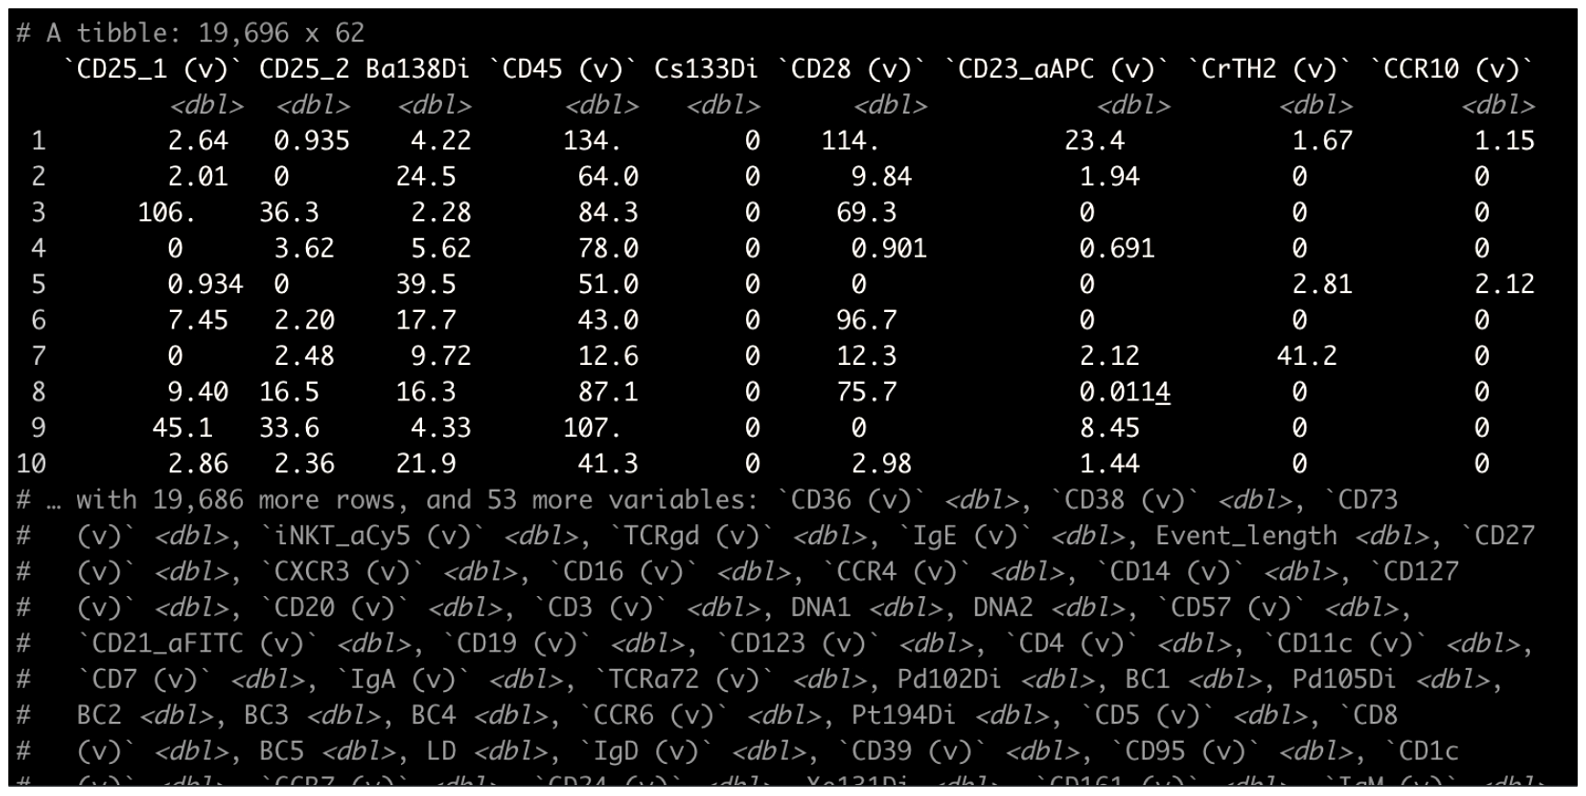 # A tibble: 19,696 x 62
`CD25_1 (v)` CD25_2 Ba138Di `CD45 (v)` Cs133Di `CD28 (v)` `CD23_aAPC (v)` `CrTH2 (v)` `CCR10 (v)`
<dbl> <dbl> <dbl> <dbl> <dbl> <dbl> <dbl> <dbl> <dbl>
1 2.64 0.935 4.22 134. 0 114. 23.4 1.67 1.15
2 2.01 0 24.5 64.0 0 9.84 1.94 0 0
3 106. 36.3 2.28 84.3 0 69.3 0 0 0
4 0 3.62 5.62 78.0 0 0.901 0.691 0 0
5 0.934 0 39.5 51.0 0 0 0 2.81 2.12
6 7.45 2.20 17.7 43.0 0 96.7 0 0 0
7 0 2.48 9.72 12.6 0 12.3 2.12 41.2 0
8 9.40 16.5 16.3 87.1 0 75.7 0.0114 0 0
9 45.1 33.6 4.33 107. 0 0 8.45 0 0
10 2.86 2.36 21.9 41.3 0 2.98 1.44 0 0
# … with 19,686 more rows, and 53 more variables: `CD36 (v)` <dbl>, `CD38 (v)` <dbl>, `CD73
# (v)` <dbl>, `iNKT_aCy5 (v)` <dbl>, `TCRgd (v)` <dbl>, `IgE (v)` <dbl>, Event_length <dbl>, `CD27
# (v)` <dbl>, `CXCR3 (v)` <dbl>, `CD16 (v)` <dbl>, `CCR4 (v)` <dbl>, `CD14 (v)` <dbl>, `CD127
# (v)` <dbl>, `CD20 (v)` <dbl>, `CD3 (v)` <dbl>, DNA1 <dbl>, DNA2 <dbl>, `CD57 (v)` <dbl>,
# `CD21_aFITC (v)` <dbl>, `CD19 (v)` <dbl>, `CD123 (v)` <dbl>, `CD4 (v)` <dbl>, `CD11c (v)` <dbl>,
# `CD7 (v)` <dbl>, `IgA (v)` <dbl>, `TCRa72 (v)` <dbl>, Pd102Di <dbl>, BC1 <dbl>, Pd105Di <dbl>,
# BC2 <dbl>, BC3 <dbl>, BC4 <dbl>, `CCR6 (v)` <dbl>, Pt194Di <dbl>, `CD5 (v)` <dbl>, `CD8
# (v)` <dbl>, BC5 <dbl>, LD <dbl>, `IgD (v)` <dbl>, `CD39 (v)` <dbl>, `CD95 (v)` <dbl>, `CD1c
# (v)` <dbl>, `CCR7 (v)` <dbl>, `CD24 (v)` <dbl>, Xe131Di <dbl>, `CD161 (v)` <dbl>, `IgM (v)` <dbl>